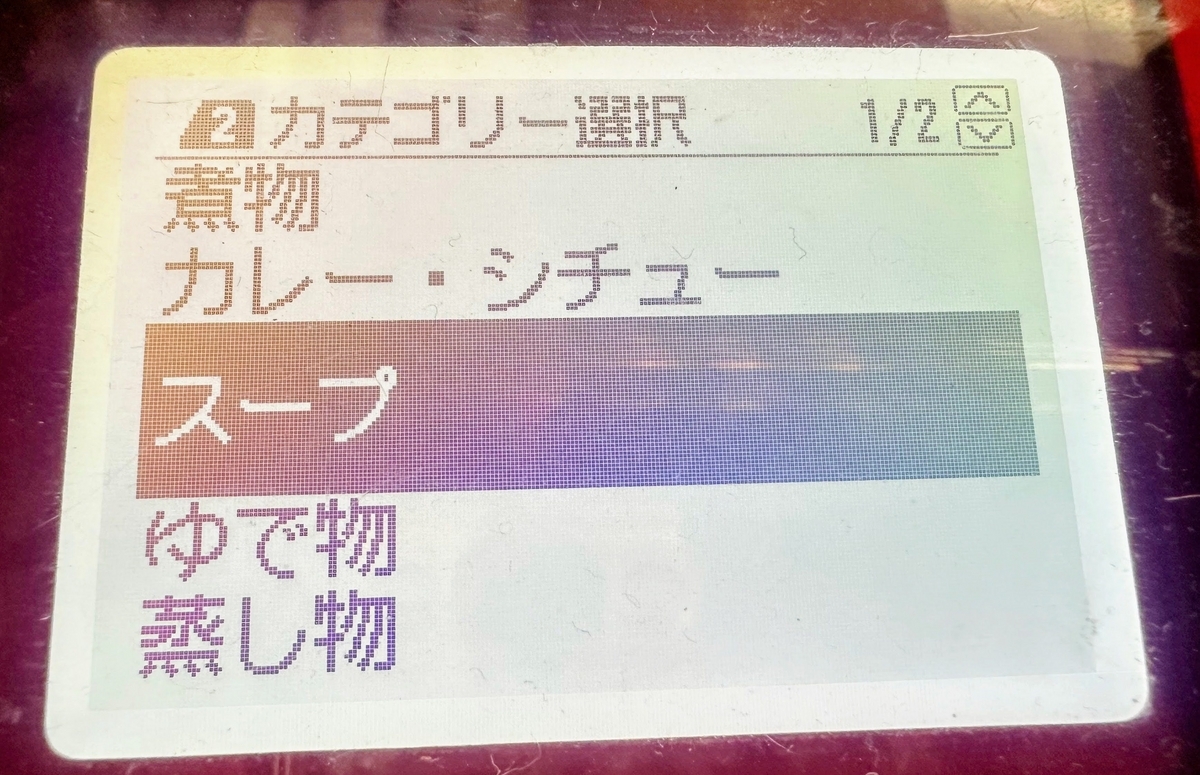 2 カテゴリー選択 1/2
煮物
カレー・シチュー
スープ
ゆで物
蒸し物